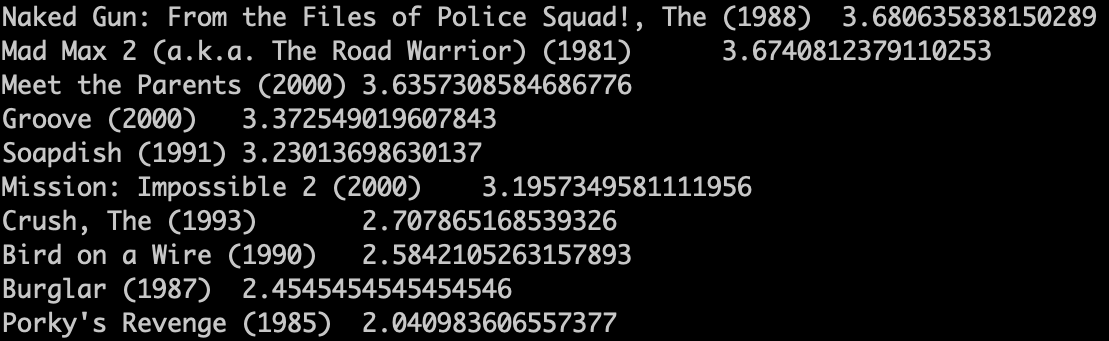 Naked Gun: From the Files of Police Squad!, The (1988) 3.680635838150289
Mad Max 2 (a.k.a. The Road Warrior) (1981) 3.6740812379110253
Meet the Parents (2000) 3.6357308584686776
Groove (2000) 3.372549019607843
Soapdish (1991) 3.23013698630137
Mission: Impossible 2 (2000) 3.1957349581111956
Crush, The (1993) 2.707865168539326
Bird on a Wire (1990) 2.5842105263157893
Burglar (1987) 2.4545454545454546
Porky's Revenge (1985) 2.040983606557377